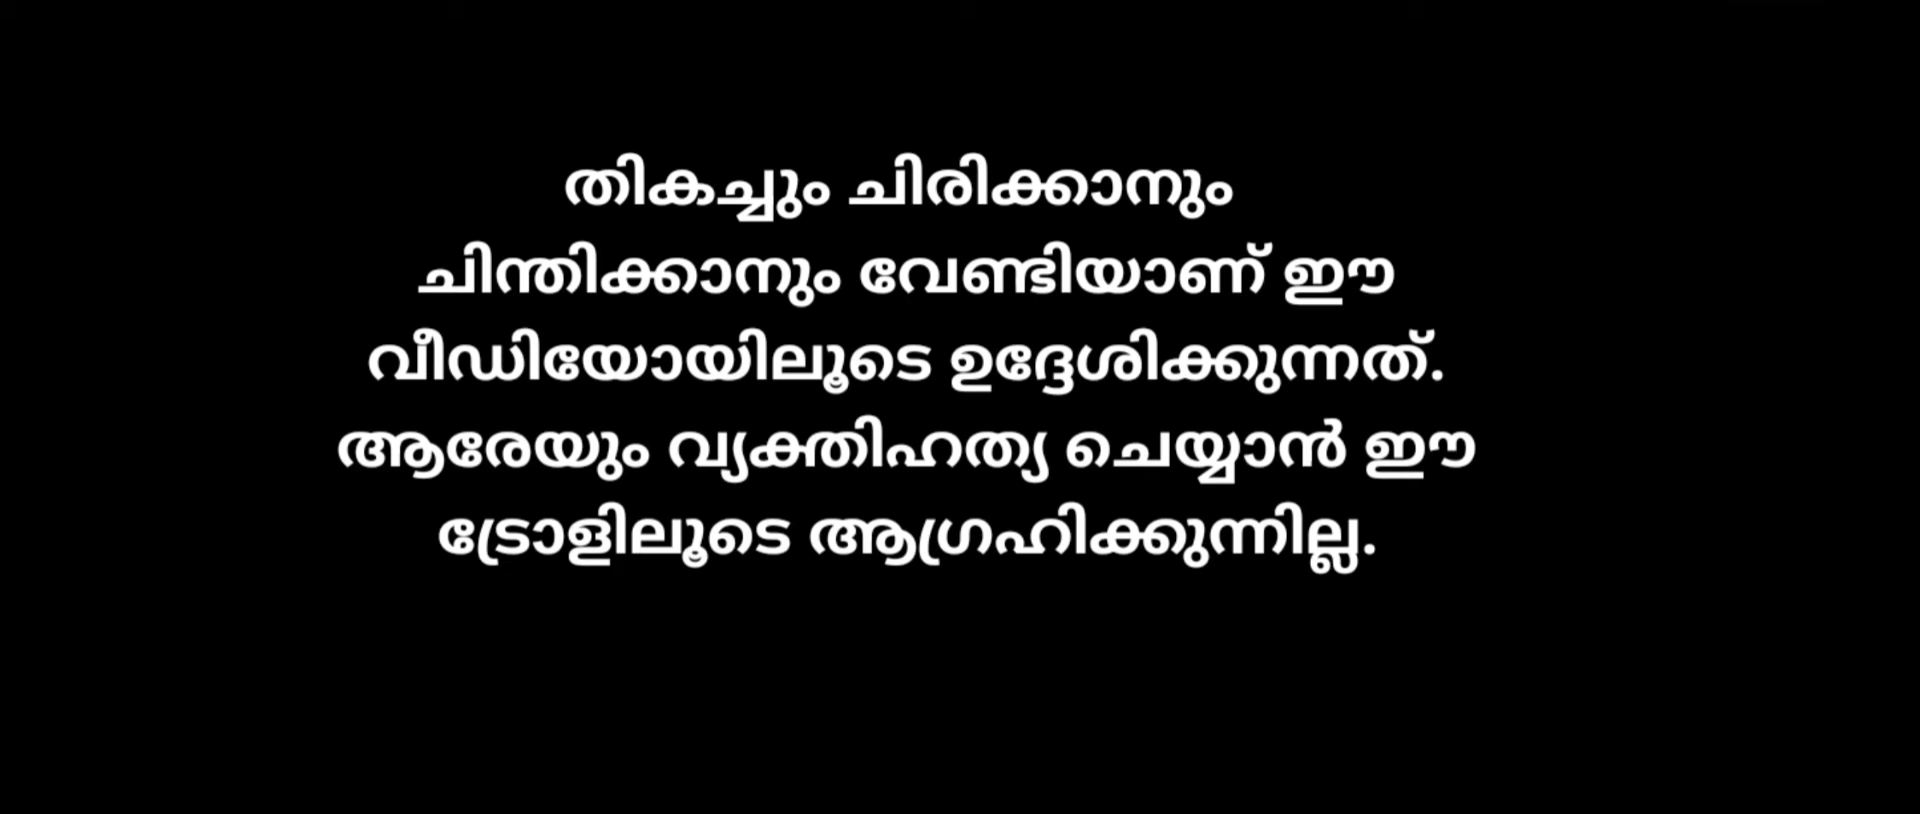 തികച്ചും ചിരിക്കാനും
ചിന്തിക്കാനും വേണ്ടിയാണ് ഈ
വീഡിയോയിലൂടെ ഉദ്ദേശിക്കുന്നത്.
ആരേയും വ്യക്തിഹത്യ ചെയ്യാൻ ഈ
ട്രോളിലൂടെ ആഗ്രഹിക്കുന്നില്ല.